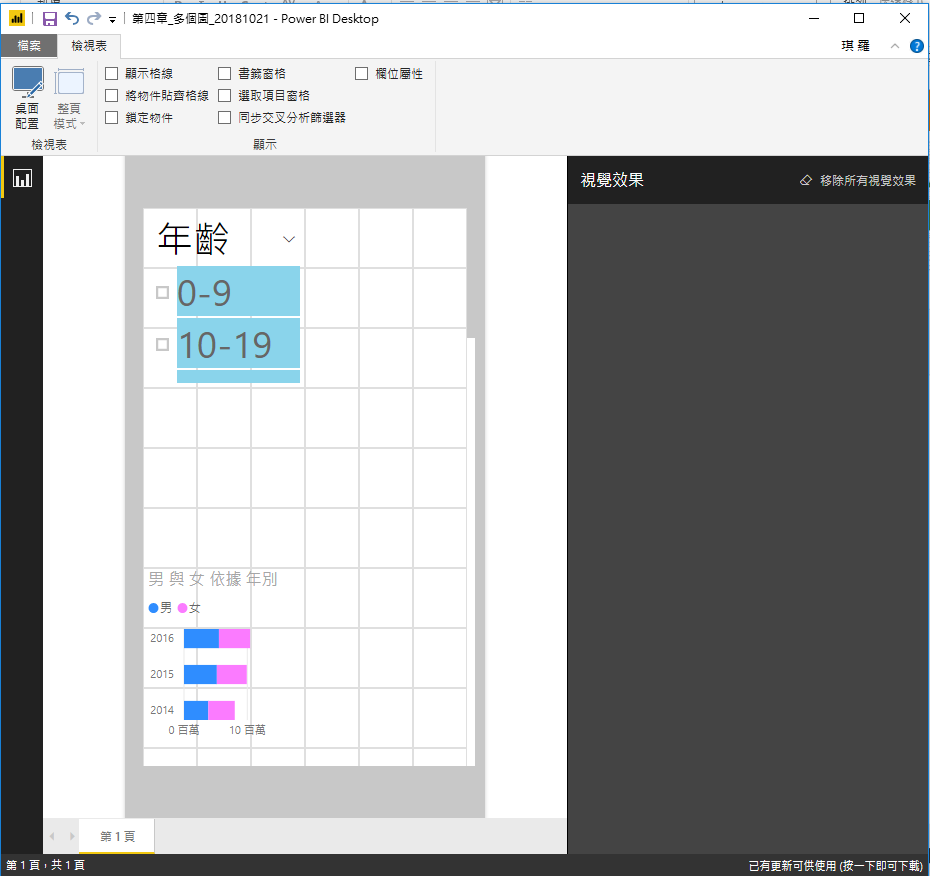 第四章_多個圖_20181021 - Power BI Desktop
檔案 檢視表 琪 羅
桌面配置
整頁模式
檢視表
顯示格線 書籤窗格 欄位屬性
將物件貼齊格線 選取項目窗格
鎖定物件 同步交叉分析篩選器
顯示
視覺效果 移除所有視覺效果
年齡
0-9
10-19
男 與 女 依據 年別
男 女
2016
2015
2014
0 百萬 10 百萬
第 1 頁
第 1 頁，共 1 頁 已有更新可供使用 (按一下即可下載)